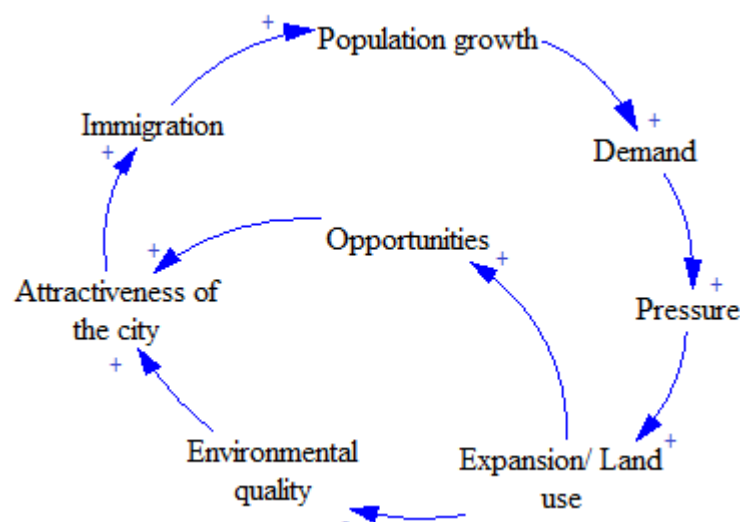 +
Population growth
Immigration
+
+
Demand
+
Opportunities
+
+
Attractiveness of
the city
+
Pressure
+
Environmental
quality
Expansion/ Land
use
+